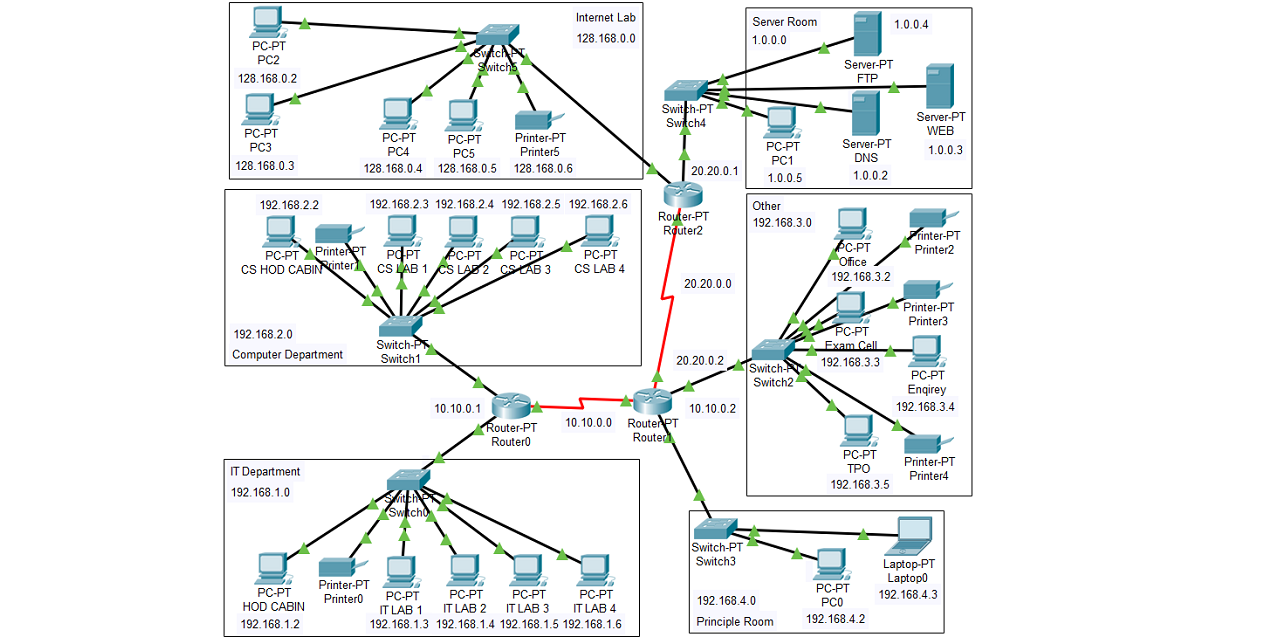 Internet Lab
128.168.0.0
PC-PT
PC2
128.168.0.2
Switch-PT
Switch5
PC-PT
PC3
128.168.0.3
PC-PT
PC4
128.168.0.4
PC-PT
PC5
128.168.0.5
Printer-PT
Printer5
128.168.0.6
Server Room
1.0.0.0
1.0.0.4
Server-PT
FTP
Switch-PT
Switch4
Server-PT
WEB
1.0.0.3
PC-PT
PC1
1.0.0.5
Server-PT
DNS
1.0.0.2
20.20.0.1
Router-PT
Router2
20.20.0.0
20.20.0.2
192.168.2.2
192.168.2.3
192.168.2.4
192.168.2.5
192.168.2.6
PC-PT
CS HOD CABIN
Printer-PT
Printer1
PC-PT
CS LAB 1
PC-PT
CS LAB 2
PC-PT
CS LAB 3
PC-PT
CS LAB 4
192.168.2.0
Computer Department
Switch-PT
Switch1
Other
192.168.3.0
PC-PT
Office
192.168.3.2
Printer-PT
Printer2
Printer-PT
Printer3
PC-PT
Exam Cell
192.168.3.3
Switch-PT
Switch2
PC-PT
Enqirey
192.168.3.4
PC-PT
TPO
192.168.3.5
Printer-PT
Printer4
10.10.0.1
Router-PT
Router0
10.10.0.0
Router-PT
Router1
10.10.0.2
IT Department
192.168.1.0
Switch-PT
Switch0
PC-PT
HOD CABIN
192.168.1.2
Printer-PT
Printer0
PC-PT
IT LAB 1
192.168.1.3
PC-PT
IT LAB 2
192.168.1.4
PC-PT
IT LAB 3
192.168.1.5
PC-PT
IT LAB 4
192.168.1.6
Switch-PT
Switch3
Laptop-PT
Laptop0
192.168.4.3
PC-PT
PC0
192.168.4.2
192.168.4.0
Principle Room